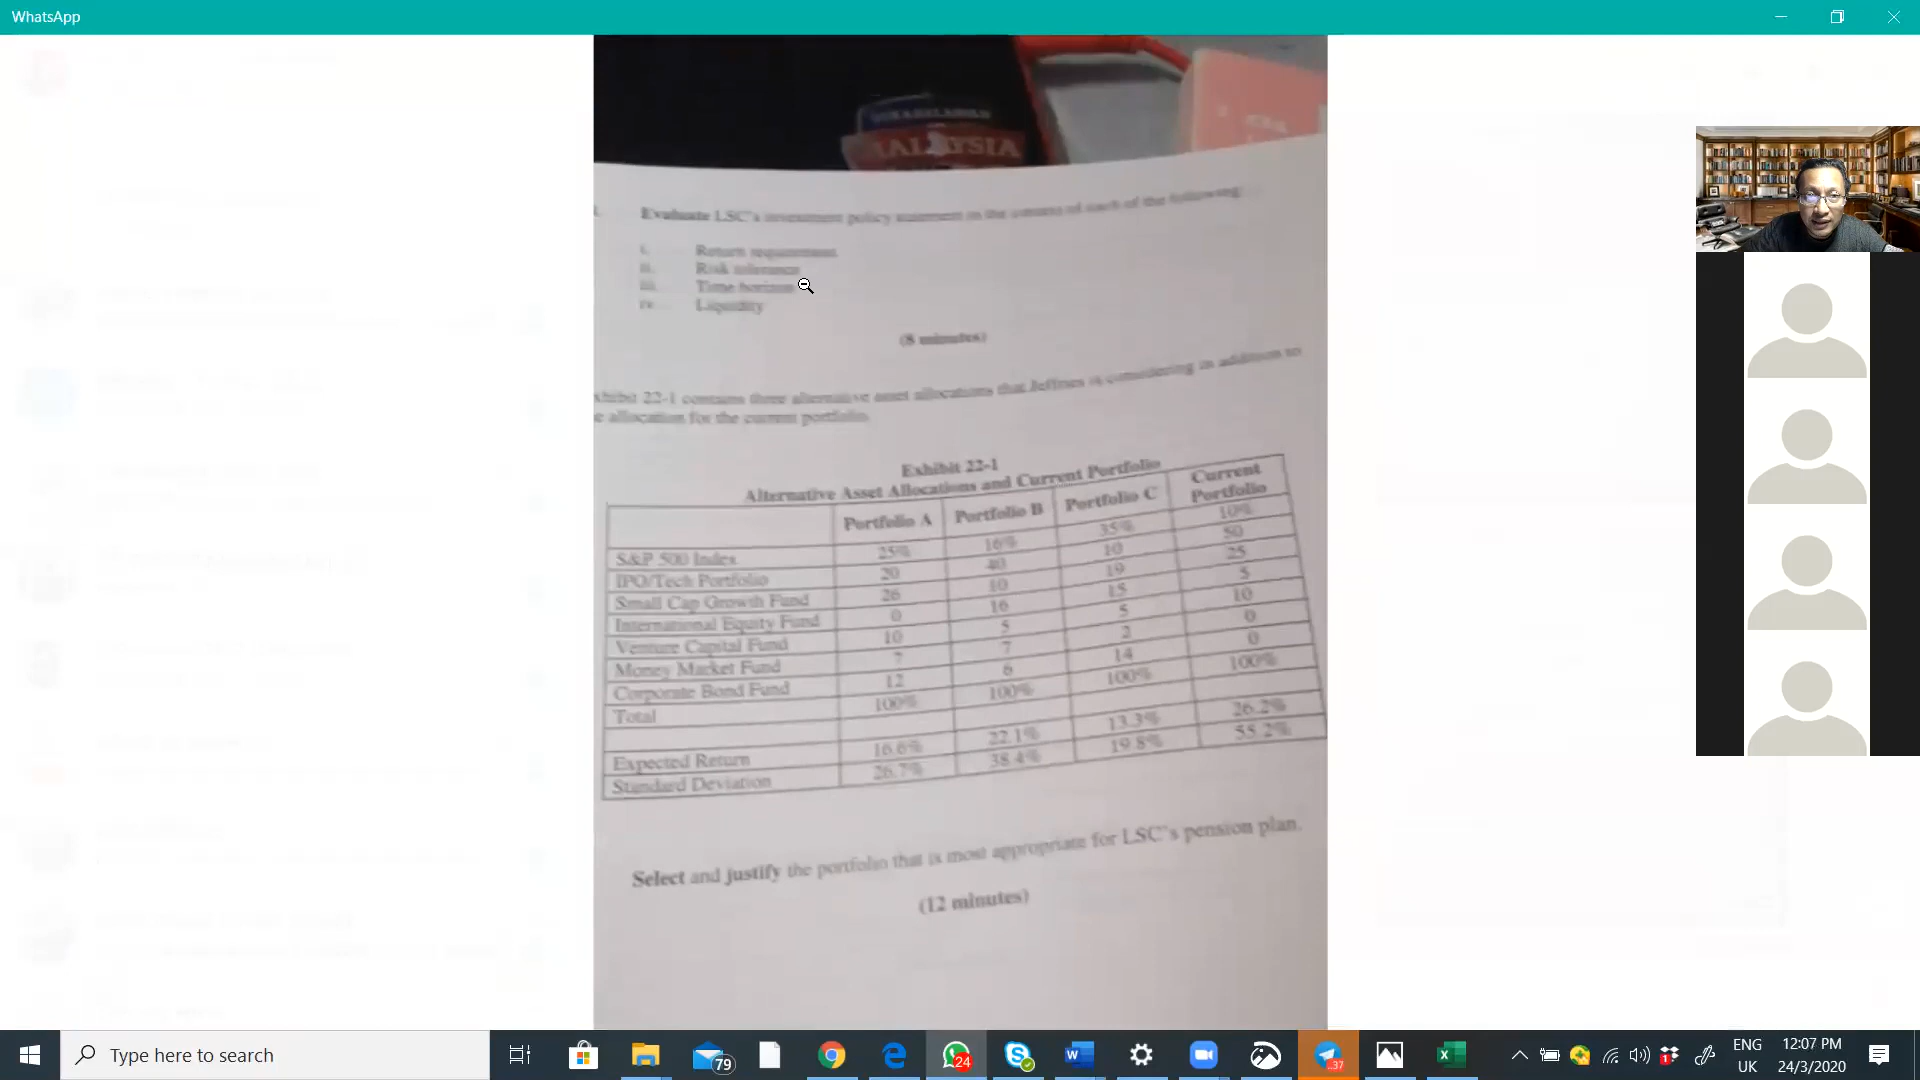 WhatsApp
MALAYSIA
Evaluate LSC's investment policy statement in the context of each of the following:
i. Return requirement
ii. Risk tolerance
iii. Time horizon
iv. Liquidity
(8 minutes)
xhibit 22-1 contains three alternative asset allocations that Jeffries is considering in addition to
e allocation for the current portfolio.
Exhibit 22-1
Alternative Asset Allocations and Current Portfolio
Portfolio A Portfolio B Portfolio C Current Portfolio
S&P 500 Index 25% 16% 35% 10%
IPO/Tech Portfolio 20 40 10 50
Small Cap Growth Fund 26 10 19 25
International Equity Fund 0 16 15 5
Venture Capital Fund 10 5 5 10
Money Market Fund 7 7 2 0
Corporate Bond Fund 12 6 14 0
Total 100% 100% 100% 100%
Expected Return 16.6% 22.1% 13.3% 26.2%
Standard Deviation 26.7% 38.4% 19.8% 55.2%
Select and justify the portfolio that is most appropriate for LSC's pension plan.
(12 minutes)
Type here to search
79
24
37
ENG
UK
12:07 PM
24/3/2020